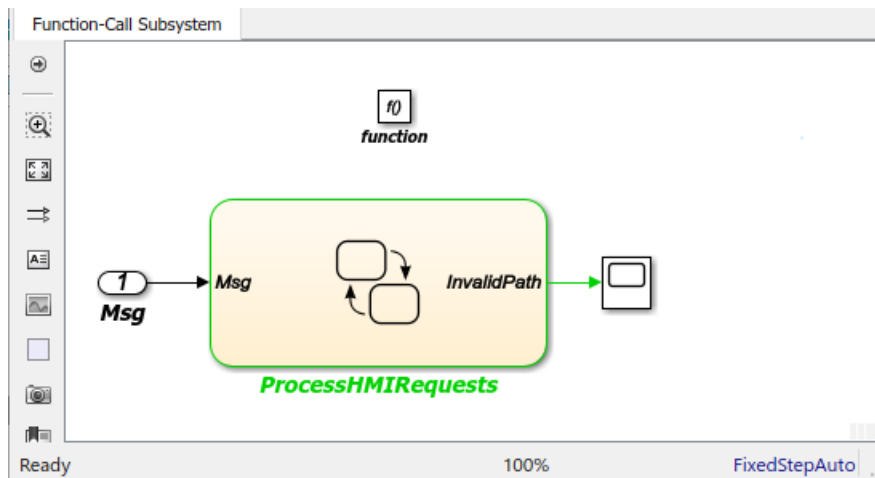 Function-Call Subsystem
f()
function
1
Msg
Msg
InvalidPath
ProcessHMIRequests
A
Ready
100%
FixedStepAuto